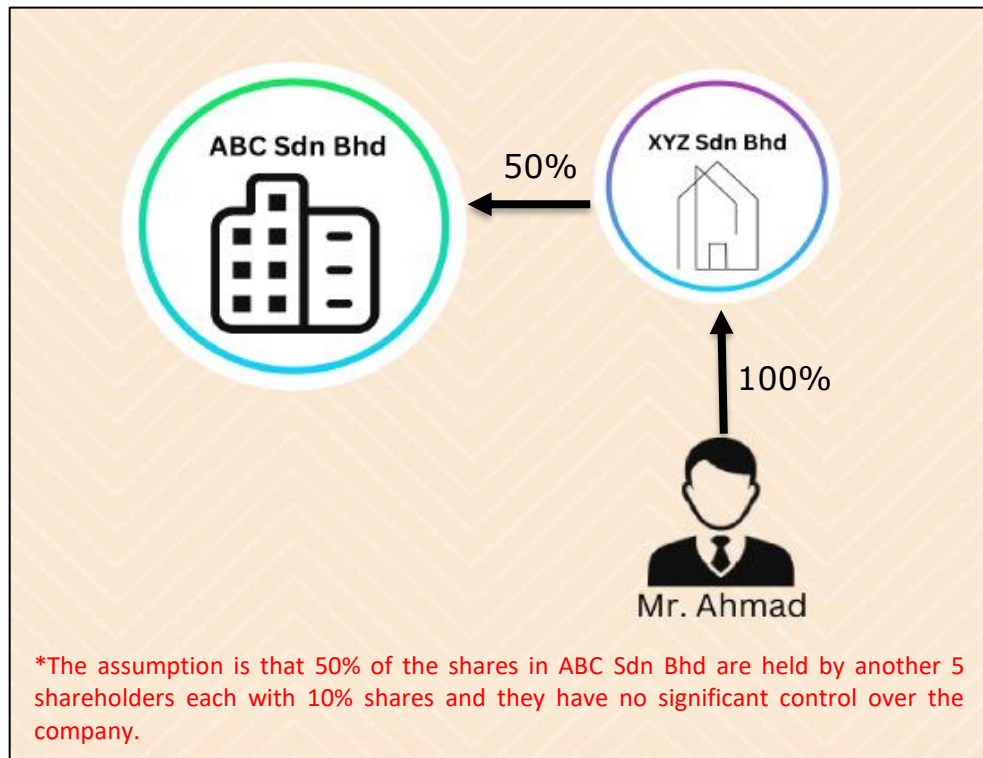 ABC Sdn Bhd
XYZ Sdn Bhd
50%
100%
Mr. Ahmad
*The assumption is that 50% of the shares in ABC Sdn Bhd are held by another 5
shareholders each with 10% shares and they have no significant control over the
company.